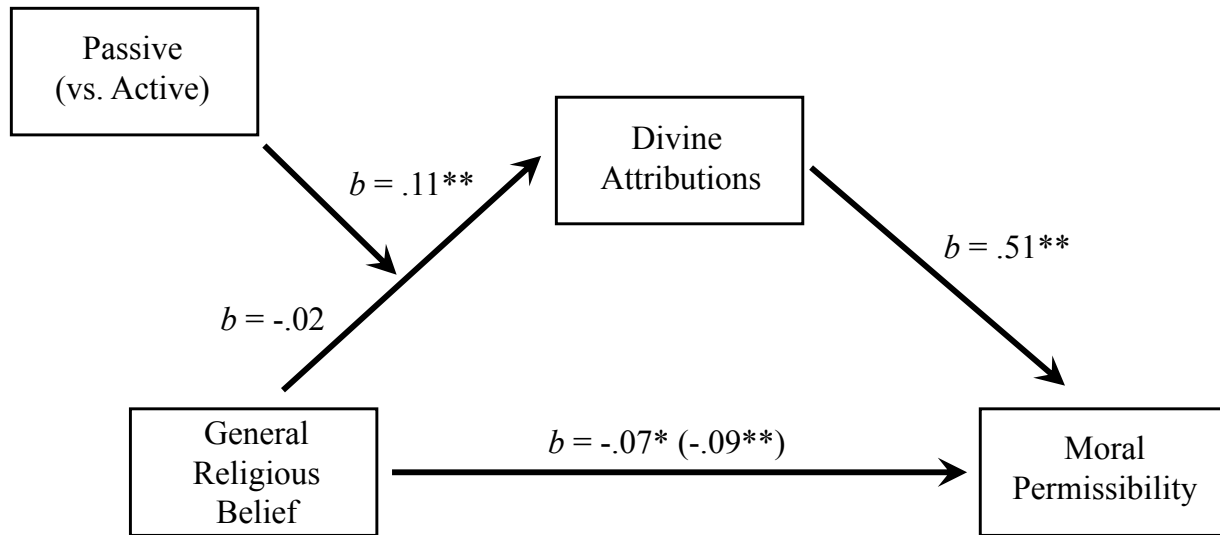 Passive
(vs. Active)
Divine
Attributions
b = .11**
b = .51**
b = -.02
General
Religious
Belief
b = -.07* (-.09**)
Moral
Permissibility